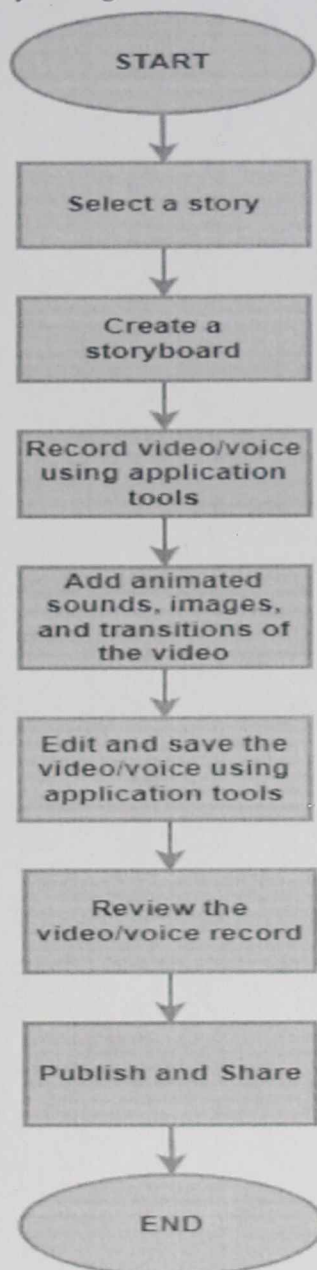 START
Select a story
Create a
storyboard
Record video/voice
using application
tools
Add animated
sounds, images,
and transitions of
the video
Edit and save the
video/voice using
application tools
Review the
video/voice record
Publish and Share
END